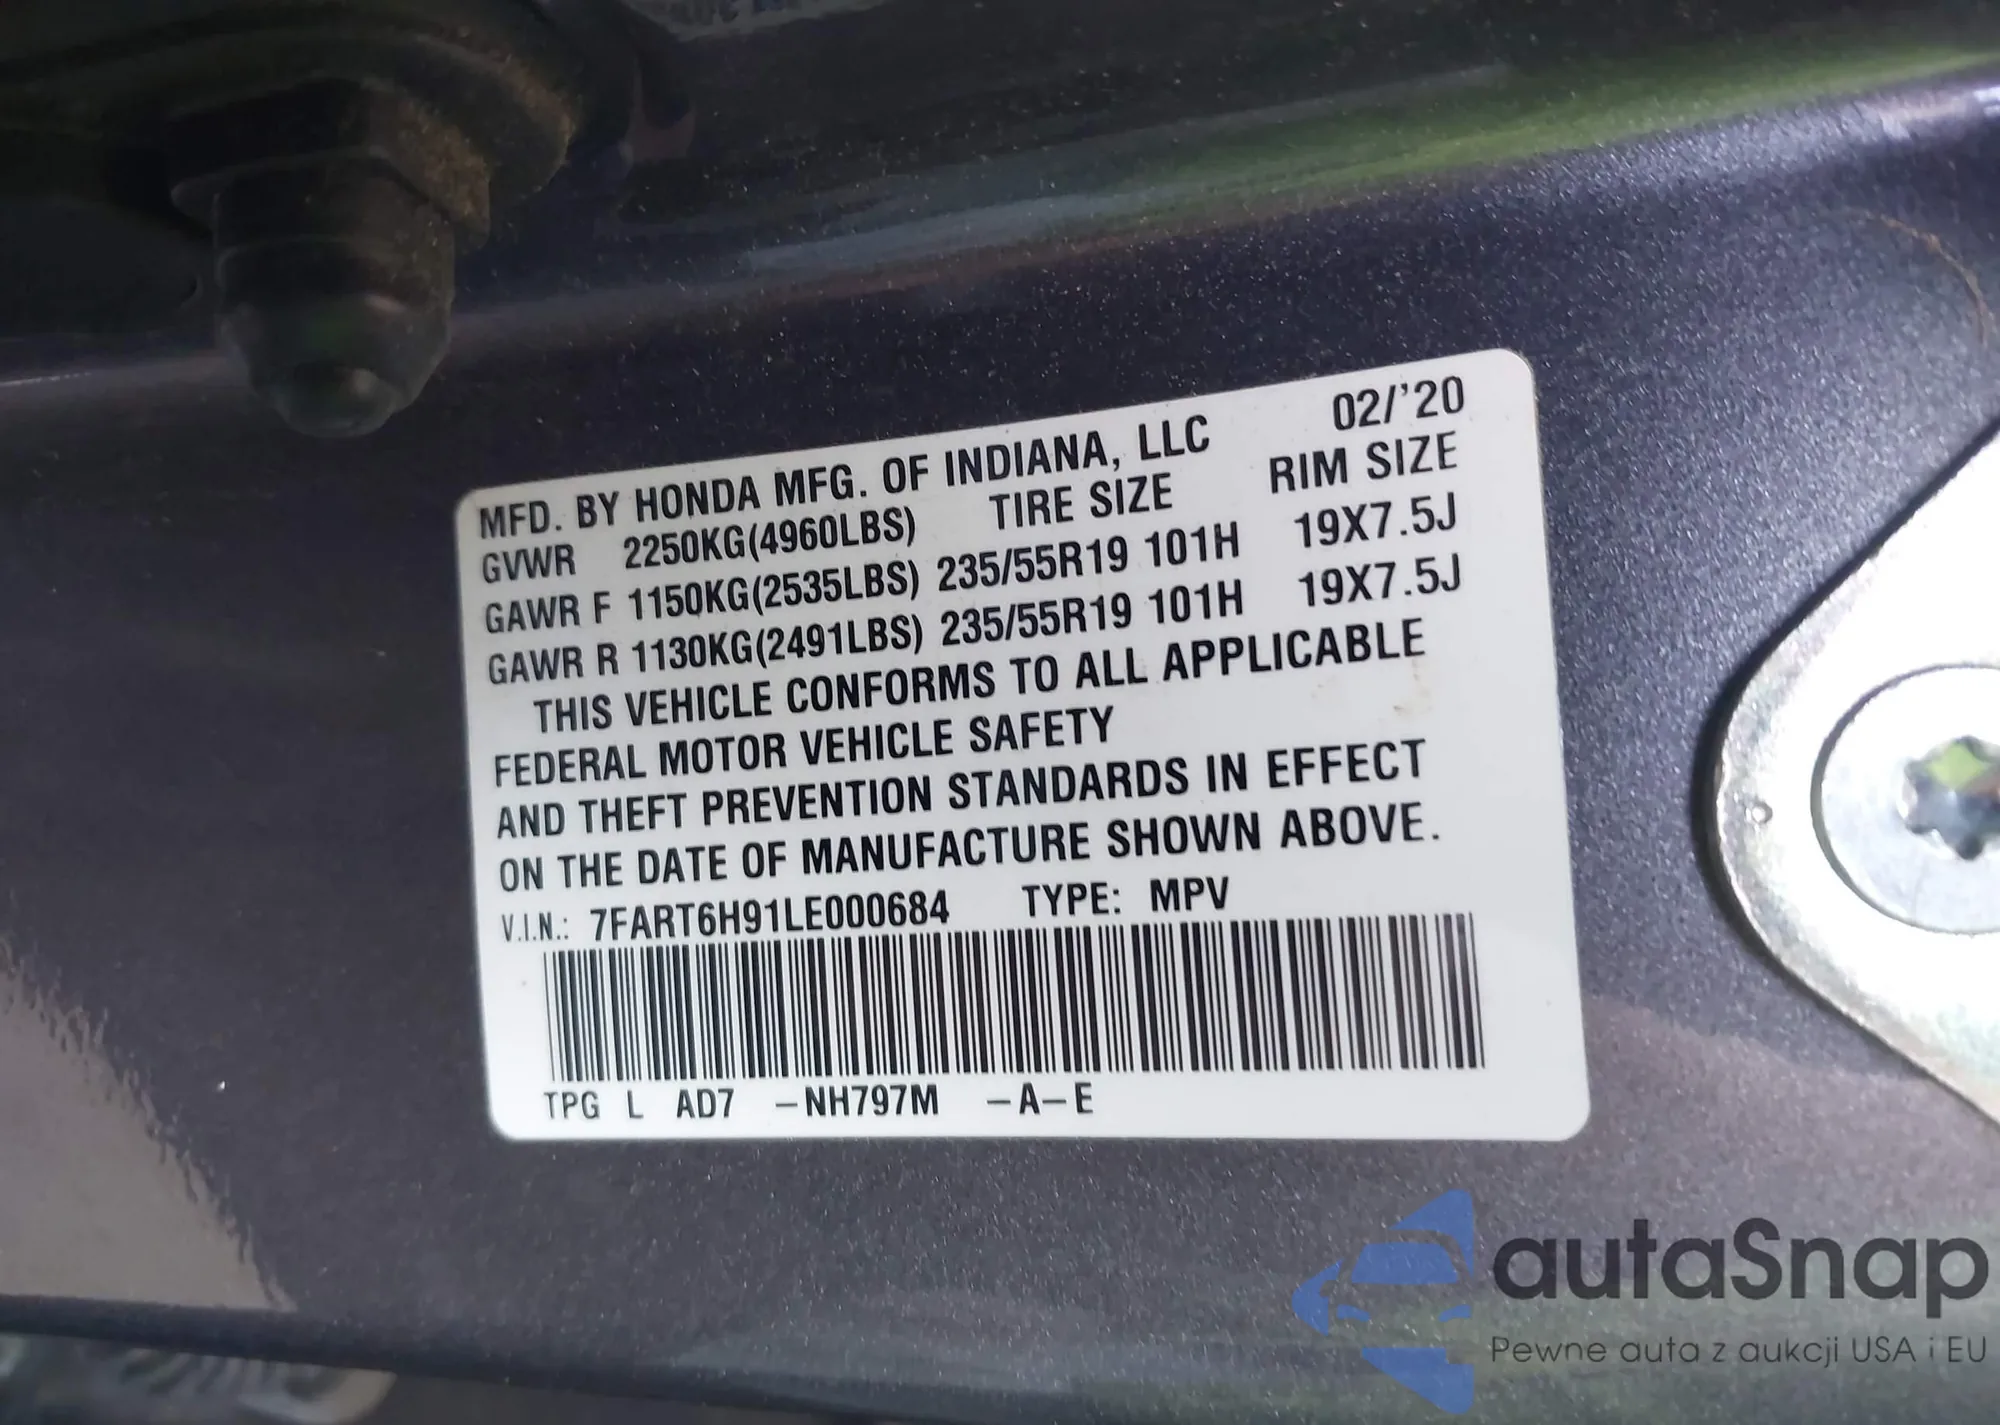 MFD. BY HONDA MFG. OF INDIANA, LLC 02/'20
GVWR 2250KG(4960LBS) TIRE SIZE RIM SIZE
GAWR F 1150KG(2535LBS) 235/55R19 101H 19X7.5J
GAWR R 1130KG(2491LBS) 235/55R19 101H 19X7.5J
THIS VEHICLE CONFORMS TO ALL APPLICABLE
FEDERAL MOTOR VEHICLE SAFETY
AND THEFT PREVENTION STANDARDS IN EFFECT
ON THE DATE OF MANUFACTURE SHOWN ABOVE.
V.I.N.: 7FART6H91LE000684 TYPE: MPV
TPG L AD7 -NH797M -A-E
autaSnap
Pewne auta z aukcji USA i EU